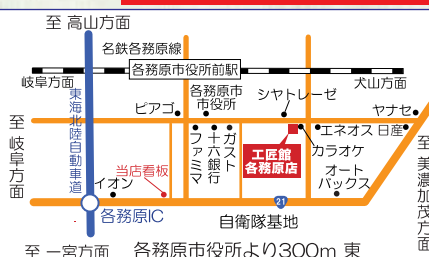 至 高山方面
名鉄各務原線
各務原市役所前駅
岐阜方面
犬山方面
東海北陸自動車道
ピアゴ
各務原市
市役所
シャトレーゼ
ヤナセ
至 岐阜方面
ファミマ
十六銀行
ガスト
エネオス
日産
カラオケ
工匠館
各務原店
オート
バックス
至 美濃加茂方面
当店看板
イオン
21
各務原IC
自衛隊基地
至 一宮方面
各務原市役所より300m 東